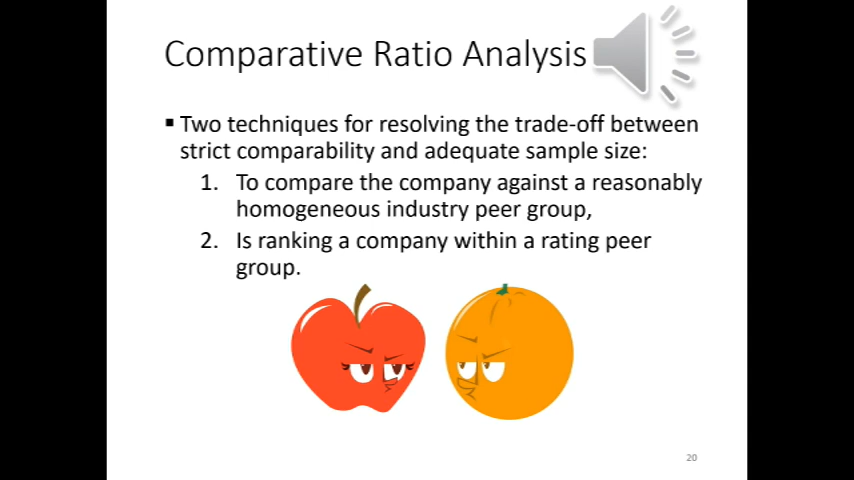 Comparative Ratio Analysis
▪ Two techniques for resolving the trade-off between
strict comparability and adequate sample size:
1. To compare the company against a reasonably
homogeneous industry peer group,
2. Is ranking a company within a rating peer
group.
20